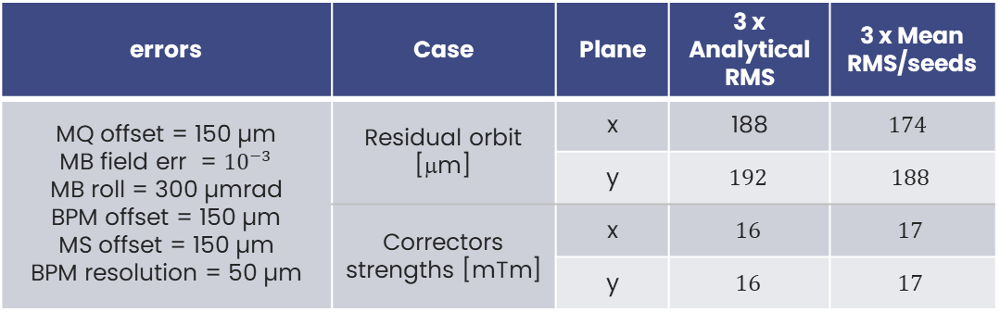 errors
Case
Plane
3 x
Analytical
RMS
3 x Mean
RMS/seeds
MQ offset = 150 µm
MB field err = 10⁻³
MB roll = 300 µmrad
BPM offset = 150 µm
MS offset = 150 µm
BPM resolution = 50 µm
Residual orbit
[µm]
x
188
174
y
192
188
Correctors
strengths [mTm]
x
16
17
y
16
17